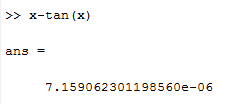 >> x-tan(x)
ans =
7.159062301198560e-06